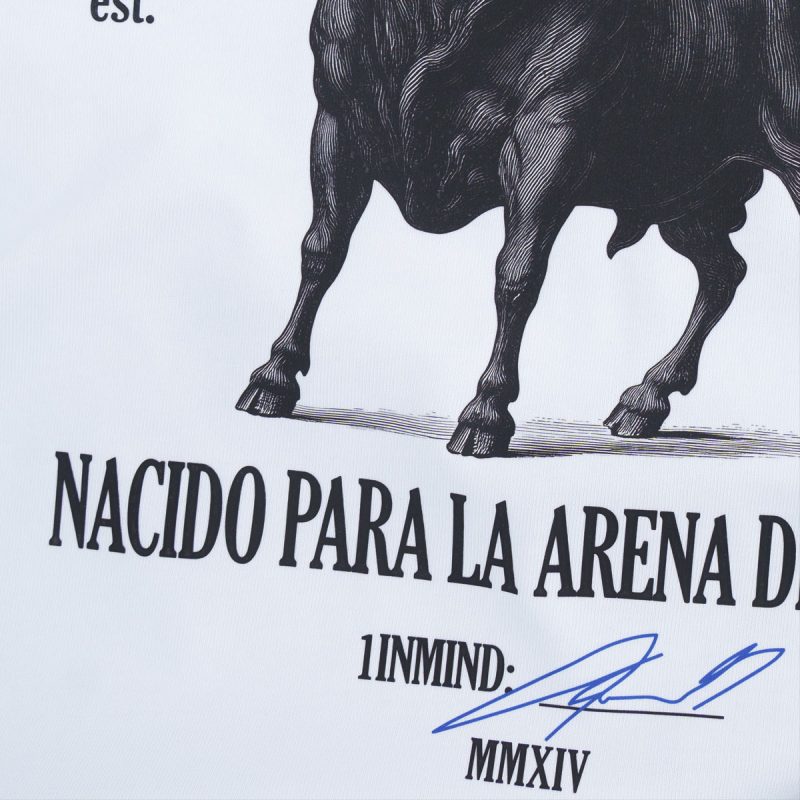 est.
NACIDO PARA LA ARENA
1INMIND:
MMXIV